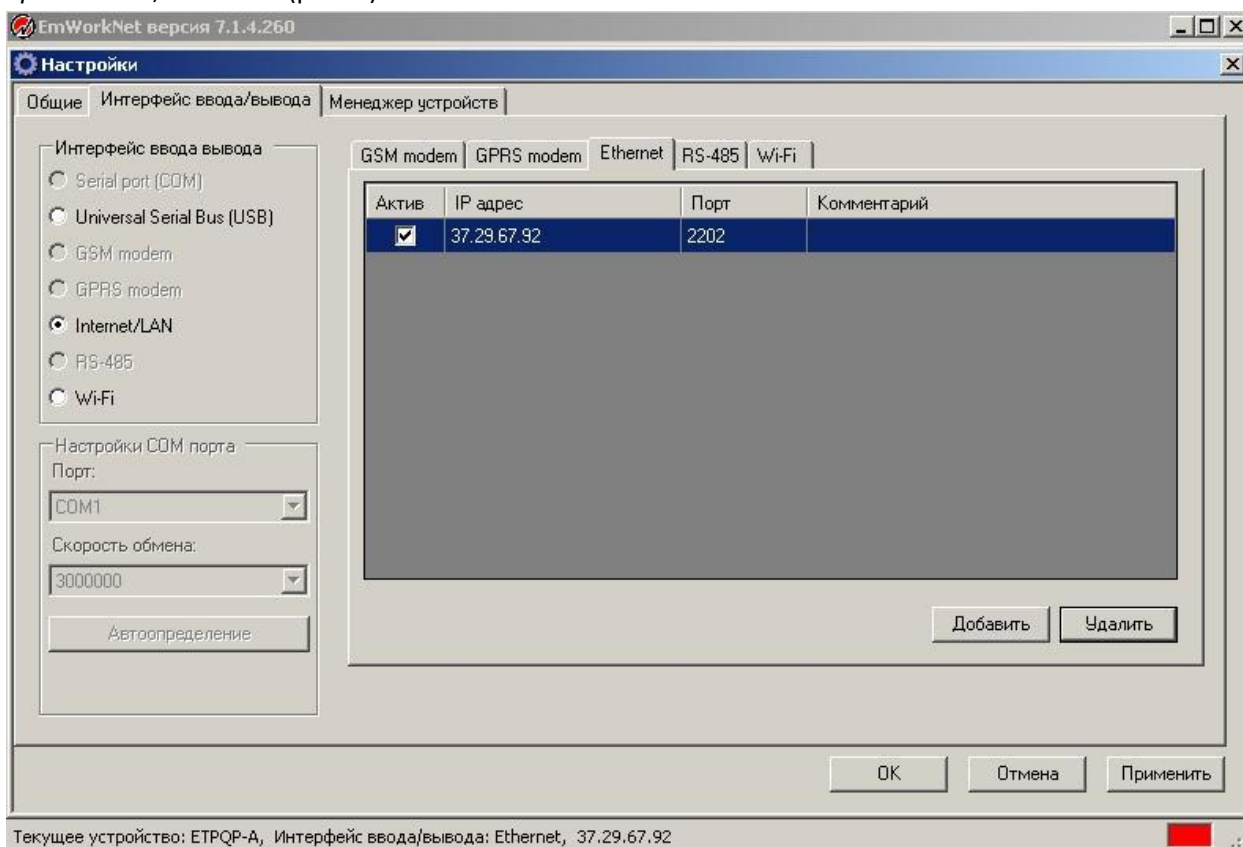 EmWorkNet версия 7.1.4.260
Настройки
Общие Интерфейс ввода/вывода Менеджер устройств
Интерфейс ввода вывода
Serial port (COM)
Universal Serial Bus (USB)
GSM modem
GPRS modem
Internet/LAN
RS-485
Wi-Fi
Настройки COM порта
Порт:
COM1
Скорость обмена:
3000000
Автоопределение
GSM modem GPRS modem Ethernet RS-485 Wi-Fi
Актив IP адрес Порт Комментарий
37.29.67.92 2202
Добавить Удалить
OK Отмена Применить
Текущее устройство: ETPQP-A, Интерфейс ввода/вывода: Ethernet, 37.29.67.92